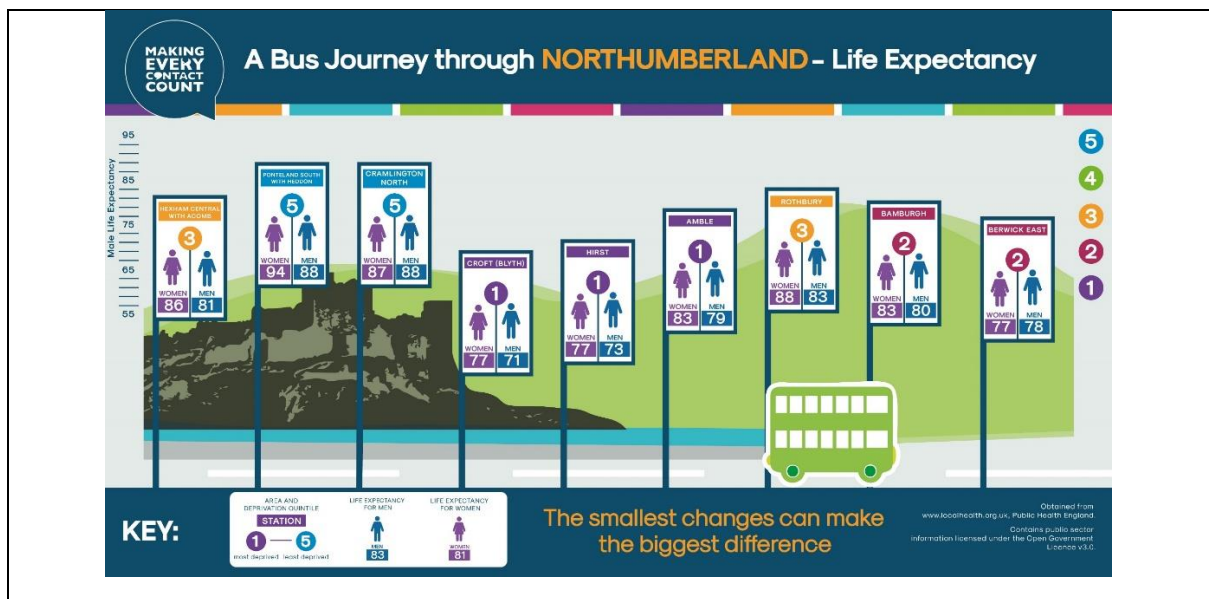 MAKING
EVERY
CONTACT
COUNT
A Bus Journey through NORTHUMBERLAND – Life Expectancy
Male Life Expectancy
95
85
75
65
55
HEXHAM CENTRAL
WITH ACOMB
3
WOMEN
86
MEN
81
PONTELAND SOUTH
WITH HEDDON
5
WOMEN
94
MEN
88
CRAMLINGTON
NORTH
5
WOMEN
87
MEN
88
CROFT (BLYTH)
1
WOMEN
77
MEN
71
HIRST
1
WOMEN
77
MEN
73
AMBLE
1
WOMEN
83
MEN
79
ROTHBURY
3
WOMEN
88
MEN
83
BAMBURGH
2
WOMEN
83
MEN
80
BERWICK EAST
2
WOMEN
77
MEN
78
5
4
3
2
1
KEY:
AREA AND
DEPRIVATION QUINTILE
STATION
1 5
most deprived least deprived
LIFE EXPECTANCY
FOR MEN
MEN
83
LIFE EXPECTANCY
FOR WOMEN
WOMEN
81
The smallest changes can make
the biggest difference
Obtained from
www.localhealth.org.uk, Public Health England.
Contains public sector
information licensed under the Open Government
Licence v3.0.